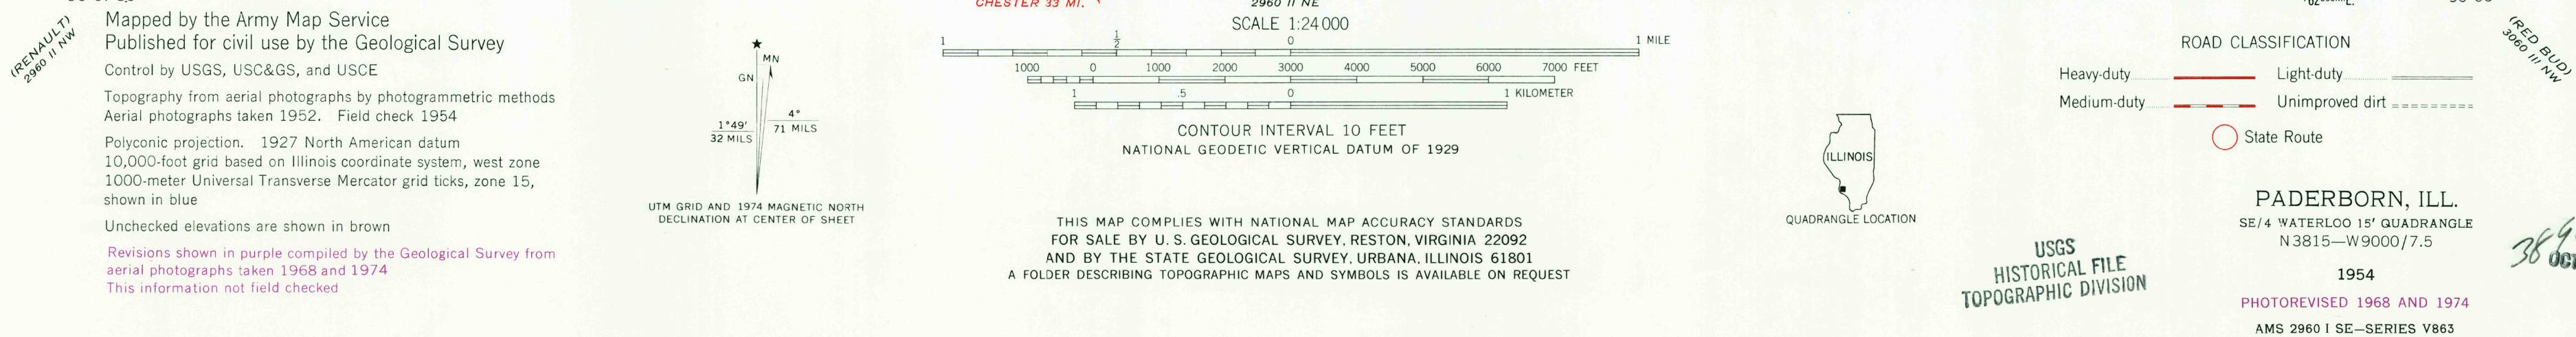 (RENAULT)
2960 II NW
Mapped by the Army Map Service
Published for civil use by the Geological Survey
Control by USGS, USC&GS, and USCE
Topography from aerial photographs by photogrammetric methods
Aerial photographs taken 1952. Field check 1954
Polyconic projection. 1927 North American datum
10,000-foot grid based on Illinois coordinate system, west zone
1000-meter Universal Transverse Mercator grid ticks, zone 15,
shown in blue
Unchecked elevations are shown in brown
Revisions shown in purple compiled by the Geological Survey from
aerial photographs taken 1968 and 1974
This information not field checked
MN
GN
1°49'
32 MILS
4°
71 MILS
UTM GRID AND 1974 MAGNETIC NORTH
DECLINATION AT CENTER OF SHEET
CHESTER 33 MI.
2960 II NE
SCALE 1:24 000
1 1/2 0 1 MILE
1000 0 1000 2000 3000 4000 5000 6000 7000 FEET
1 .5 0 1 KILOMETER
CONTOUR INTERVAL 10 FEET
NATIONAL GEODETIC VERTICAL DATUM OF 1929
THIS MAP COMPLIES WITH NATIONAL MAP ACCURACY STANDARDS
FOR SALE BY U. S. GEOLOGICAL SURVEY, RESTON, VIRGINIA 22092
AND BY THE STATE GEOLOGICAL SURVEY, URBANA, ILLINOIS 61801
A FOLDER DESCRIBING TOPOGRAPHIC MAPS AND SYMBOLS IS AVAILABLE ON REQUEST
ILLINOIS
QUADRANGLE LOCATION
USGS
HISTORICAL FILE
TOPOGRAPHIC DIVISION
ROAD CLASSIFICATION
Heavy-duty
Light-duty
Medium-duty
Unimproved dirt
State Route
(RED BUD)
3060 III NW
PADERBORN, ILL.
SE/4 WATERLOO 15' QUADRANGLE
N3815—W9000/7.5
1954
PHOTOREVISED 1968 AND 1974
AMS 2960 I SE—SERIES V863